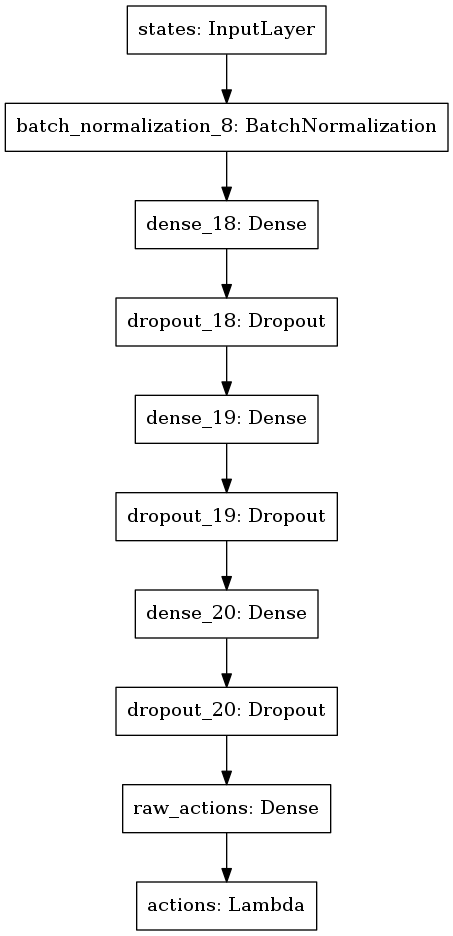 states: InputLayer
batch_normalization_8: BatchNormalization
dense_18: Dense
dropout_18: Dropout
dense_19: Dense
dropout_19: Dropout
dense_20: Dense
dropout_20: Dropout
raw_actions: Dense
actions: Lambda